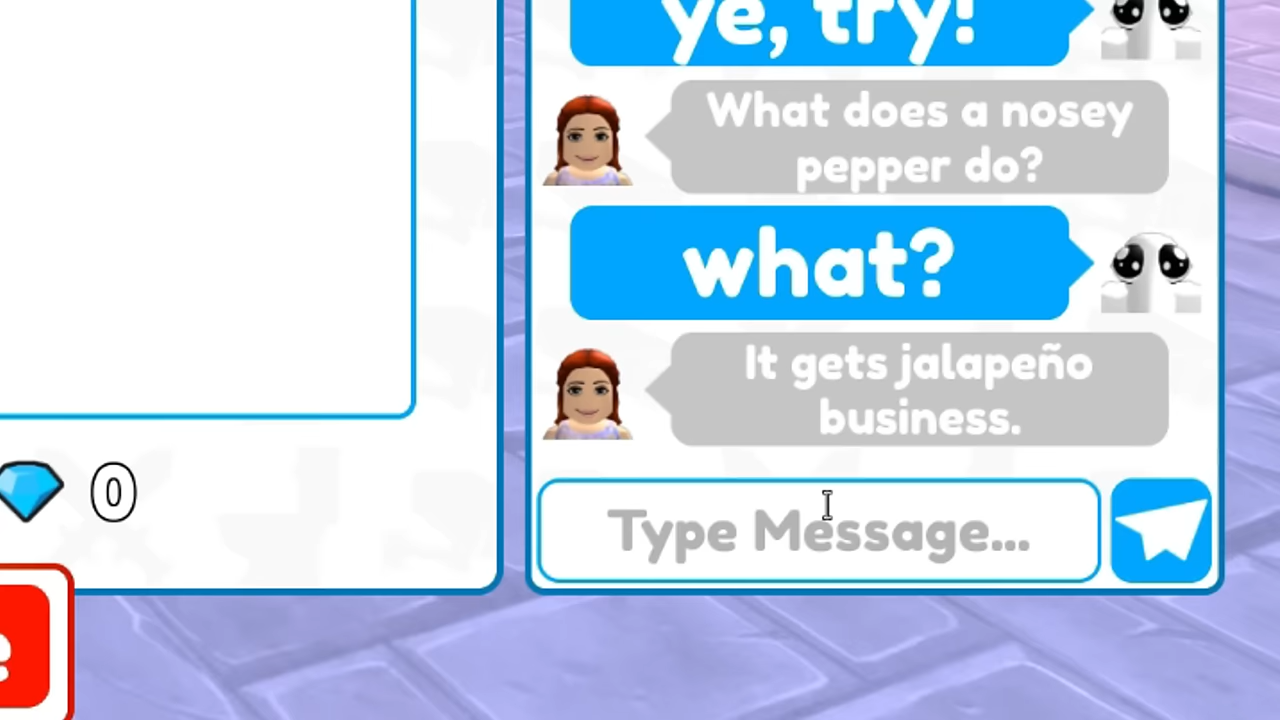 ye, try!
What does a nosey
pepper do?
what?
It gets jalapeño
business.
0
Type Message...
e